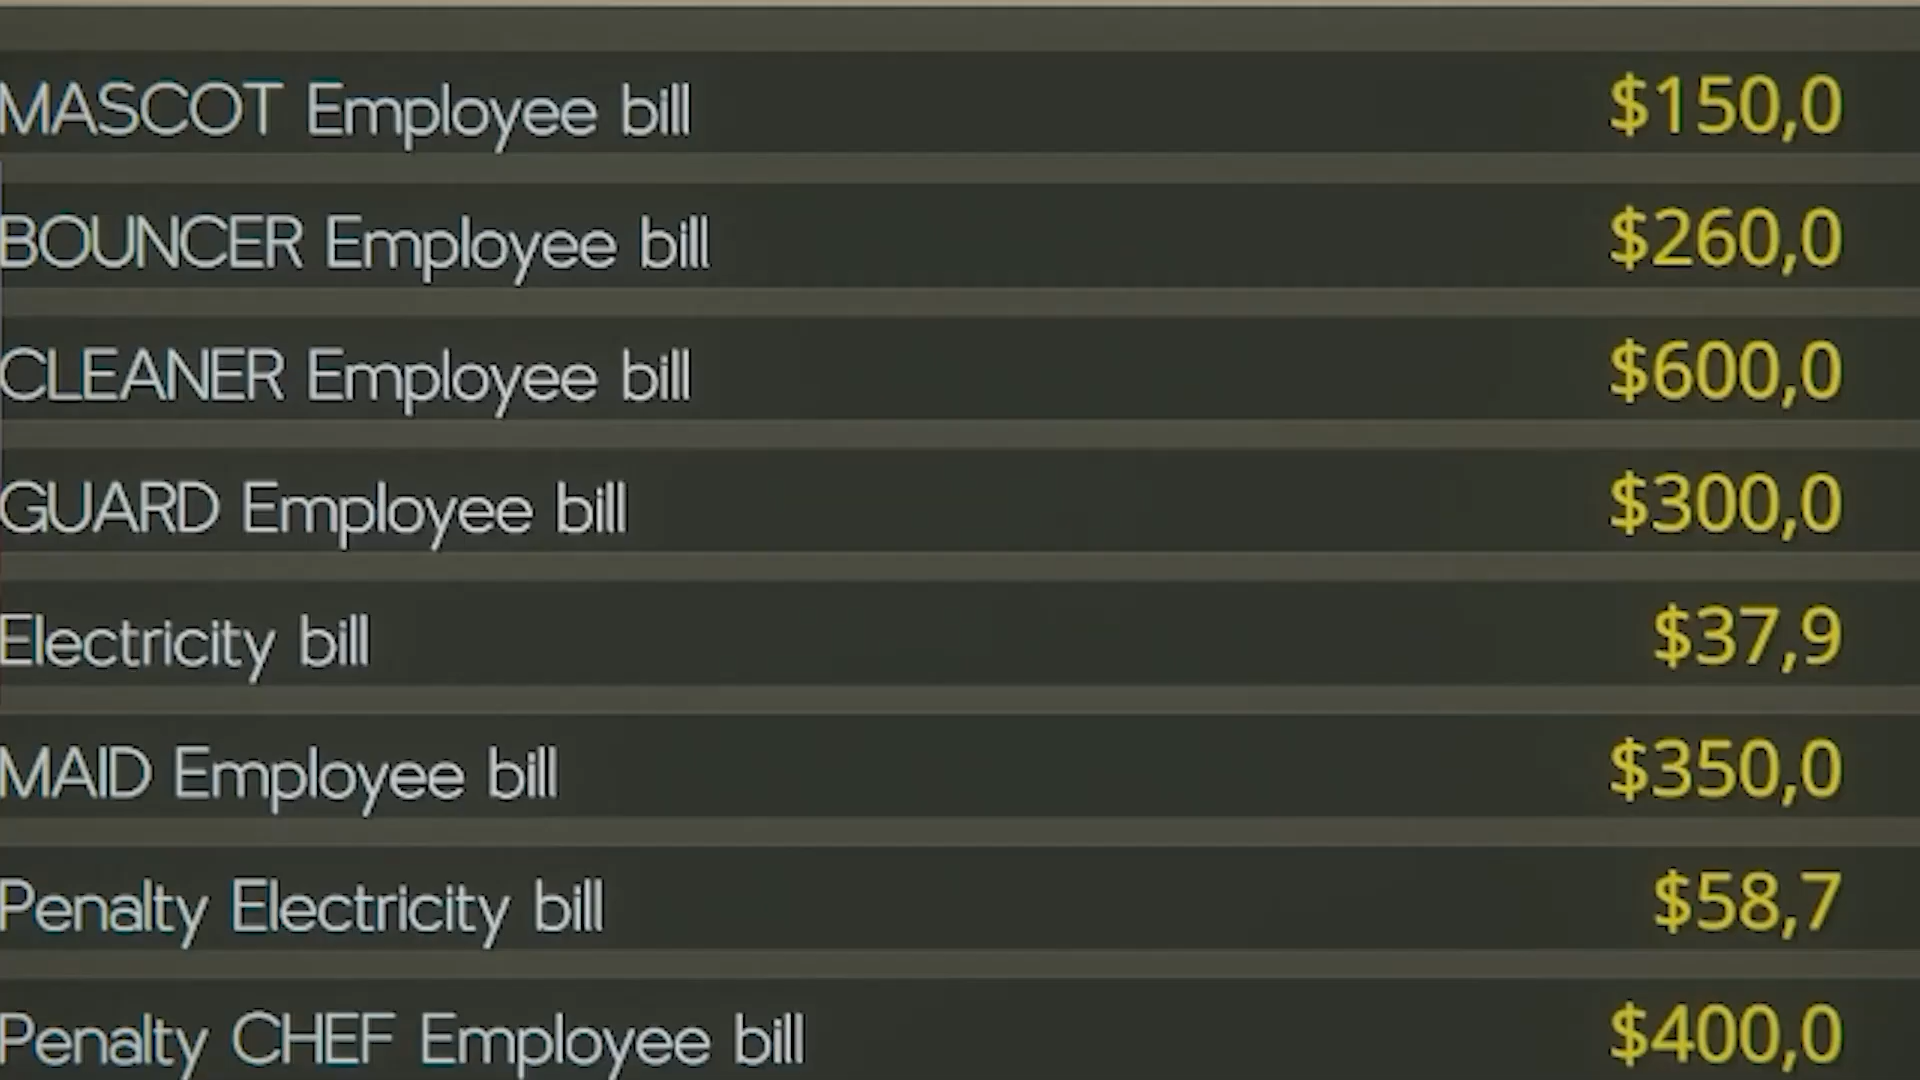 MASCOT Employee bill $150,0
BOUNCER Employee bill $260,0
CLEANER Employee bill $600,0
GUARD Employee bill $300,0
Electricity bill $37,9
MAID Employee bill $350,0
Penalty Electricity bill $58,7
Penalty CHEF Employee bill $400,0